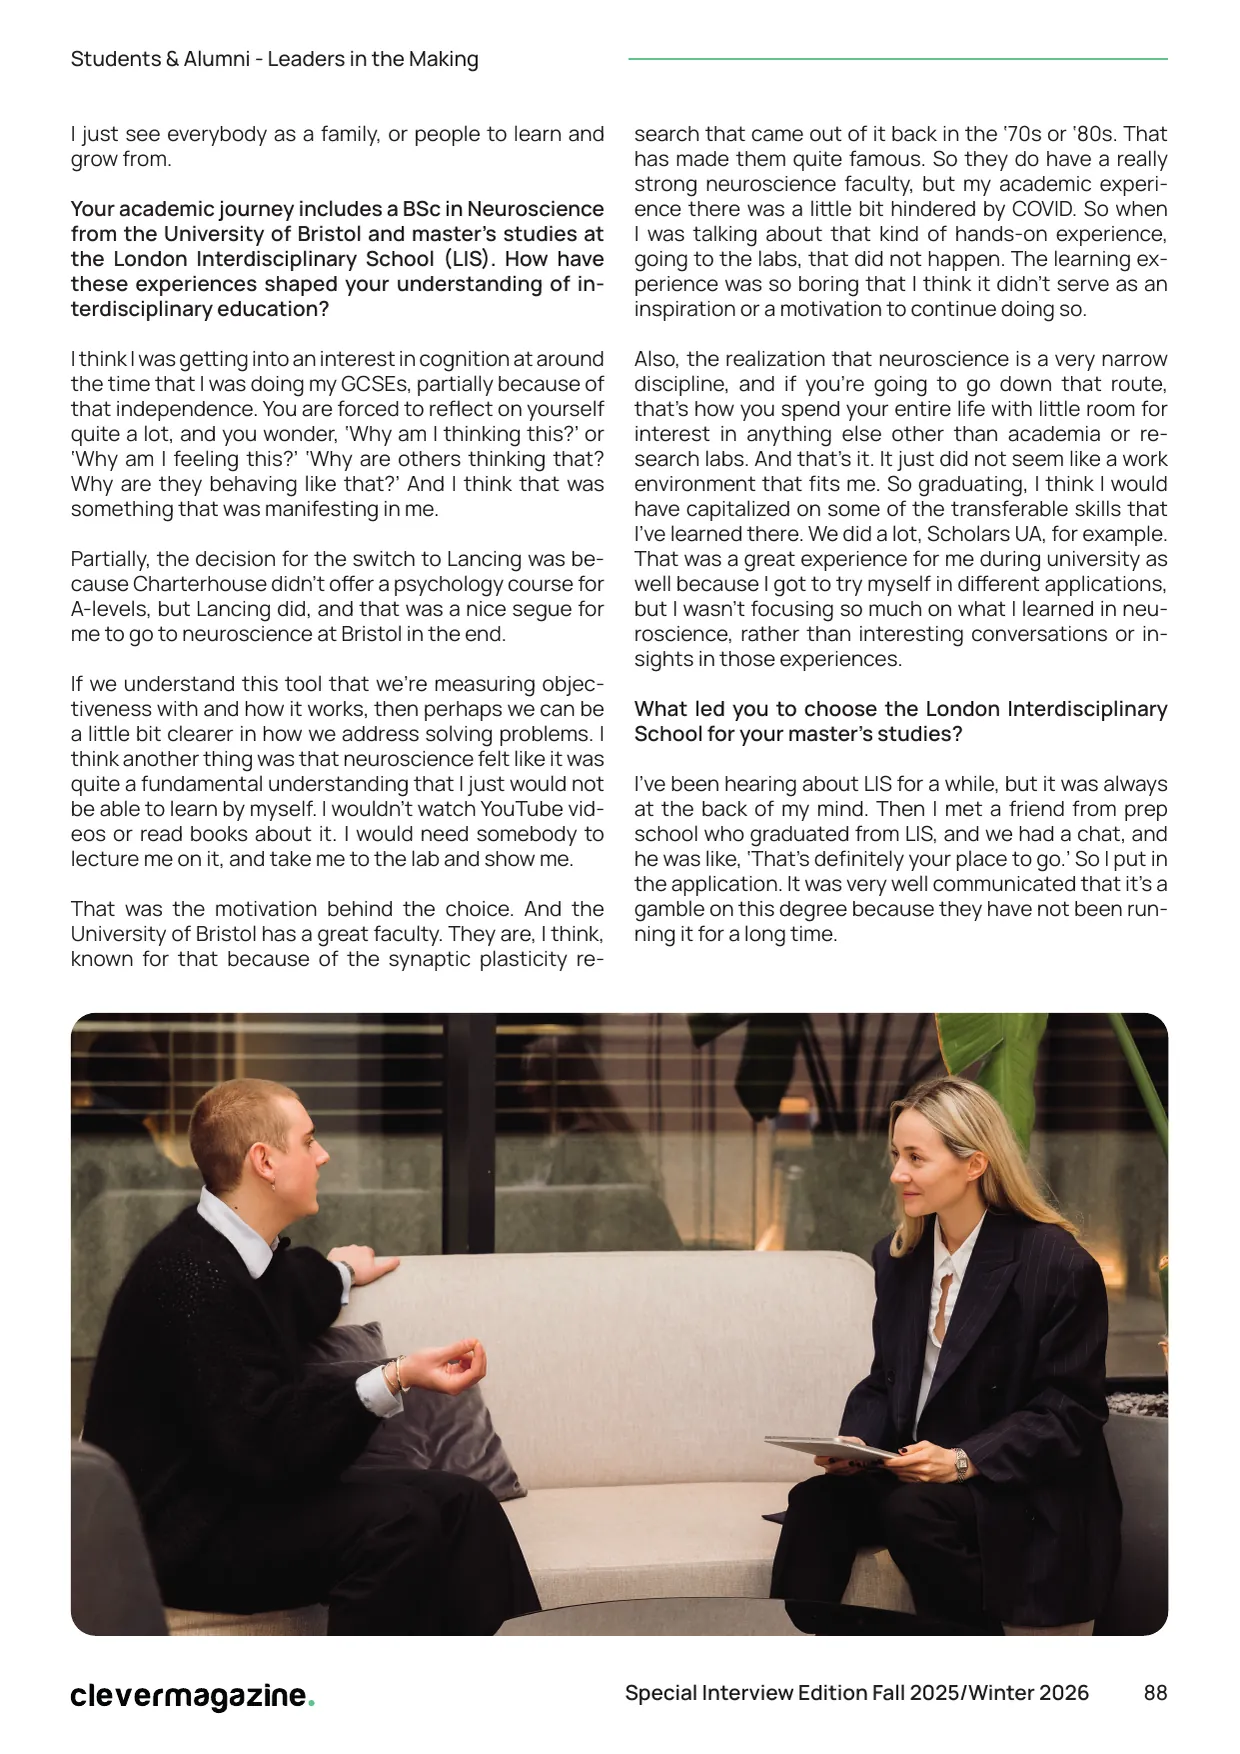 Students & Alumni - Leaders in the Making
I just see everybody as a family, or people to learn and
grow from.
Your academic journey includes a BSc in Neuroscience
from the University of Bristol and master's studies at
the London Interdisciplinary School (LIS). How have
these experiences shaped your understanding of in-
terdisciplinary education?
I think I was getting into an interest in cognition at around
the time that I was doing my GCSEs, partially because of
that independence. You are forced to reflect on yourself
quite a lot, and you wonder, ‘Why am I thinking this?’ or
‘Why am I feeling this?’ ‘Why are others thinking that?
Why are they behaving like that?’ And I think that was
something that was manifesting in me.
Partially, the decision for the switch to Lancing was be-
cause Charterhouse didn’t offer a psychology course for
A-levels, but Lancing did, and that was a nice segue for
me to go to neuroscience at Bristol in the end.
If we understand this tool that we’re measuring objec-
tiveness with and how it works, then perhaps we can be
a little bit clearer in how we address solving problems. I
think another thing was that neuroscience felt like it was
quite a fundamental understanding that I just would not
be able to learn by myself. I wouldn’t watch YouTube vid-
eos or read books about it. I would need somebody to
lecture me on it, and take me to the lab and show me.
That was the motivation behind the choice. And the
University of Bristol has a great faculty. They are, I think,
known for that because of the synaptic plasticity re-
search that came out of it back in the ‘70s or ‘80s. That
has made them quite famous. So they do have a really
strong neuroscience faculty, but my academic experi-
ence there was a little bit hindered by COVID. So when
I was talking about that kind of hands-on experience,
going to the labs, that did not happen. The learning ex-
perience was so boring that I think it didn’t serve as an
inspiration or a motivation to continue doing so.
Also, the realization that neuroscience is a very narrow
discipline, and if you’re going to go down that route,
that’s how you spend your entire life with little room for
interest in anything else other than academia or re-
search labs. And that’s it. It just did not seem like a work
environment that fits me. So graduating, I think I would
have capitalized on some of the transferable skills that
I’ve learned there. We did a lot, Scholars UA, for example.
That was a great experience for me during university as
well because I got to try myself in different applications,
but I wasn’t focusing so much on what I learned in neu-
roscience, rather than interesting conversations or in-
sights in those experiences.
What led you to choose the London Interdisciplinary
School for your master’s studies?
I’ve been hearing about LIS for a while, but it was always
at the back of my mind. Then I met a friend from prep
school who graduated from LIS, and we had a chat, and
he was like, ’That’s definitely your place to go.’ So I put in
the application. It was very well communicated that it’s a
gamble on this degree because they have not been run-
ning it for a long time.
clevermagazine.
Special Interview Edition Fall 2025/Winter 2026 88